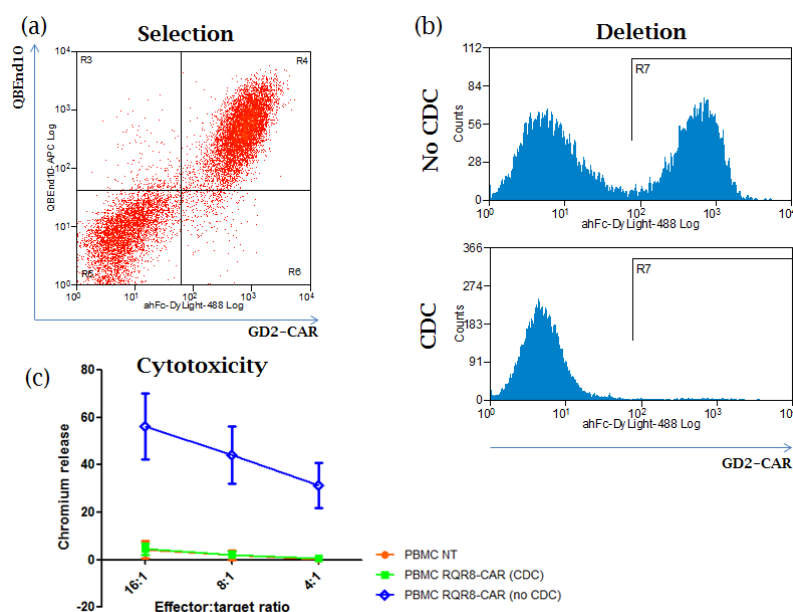 (a)
Selection
QBEnd10
QBEnd10-APC Log
10⁴
10³
10²
10¹
10⁰
R3
R4
R5
R6
10⁰ 10¹ 10² 10³ 10⁴
ahFc-DyLight-488 Log
GD2-CAR
(b)
Deletion
No CDC
Counts
112
84
56
28
0
R7
10⁰ 10¹ 10² 10³
ahFc-DyLight-488 Log
CDC
Counts
366
274
183
91
0
R7
10⁰ 10¹ 10² 10³
ahFc-DyLight-488 Log
GD2-CAR
(c)
Cytotoxicity
Chromium release
80
60
40
20
0
-20
16:1
8:1
4:1
Effector:target ratio
PBMC NT
PBMC RQR8-CAR (CDC)
PBMC RQR8-CAR (no CDC)